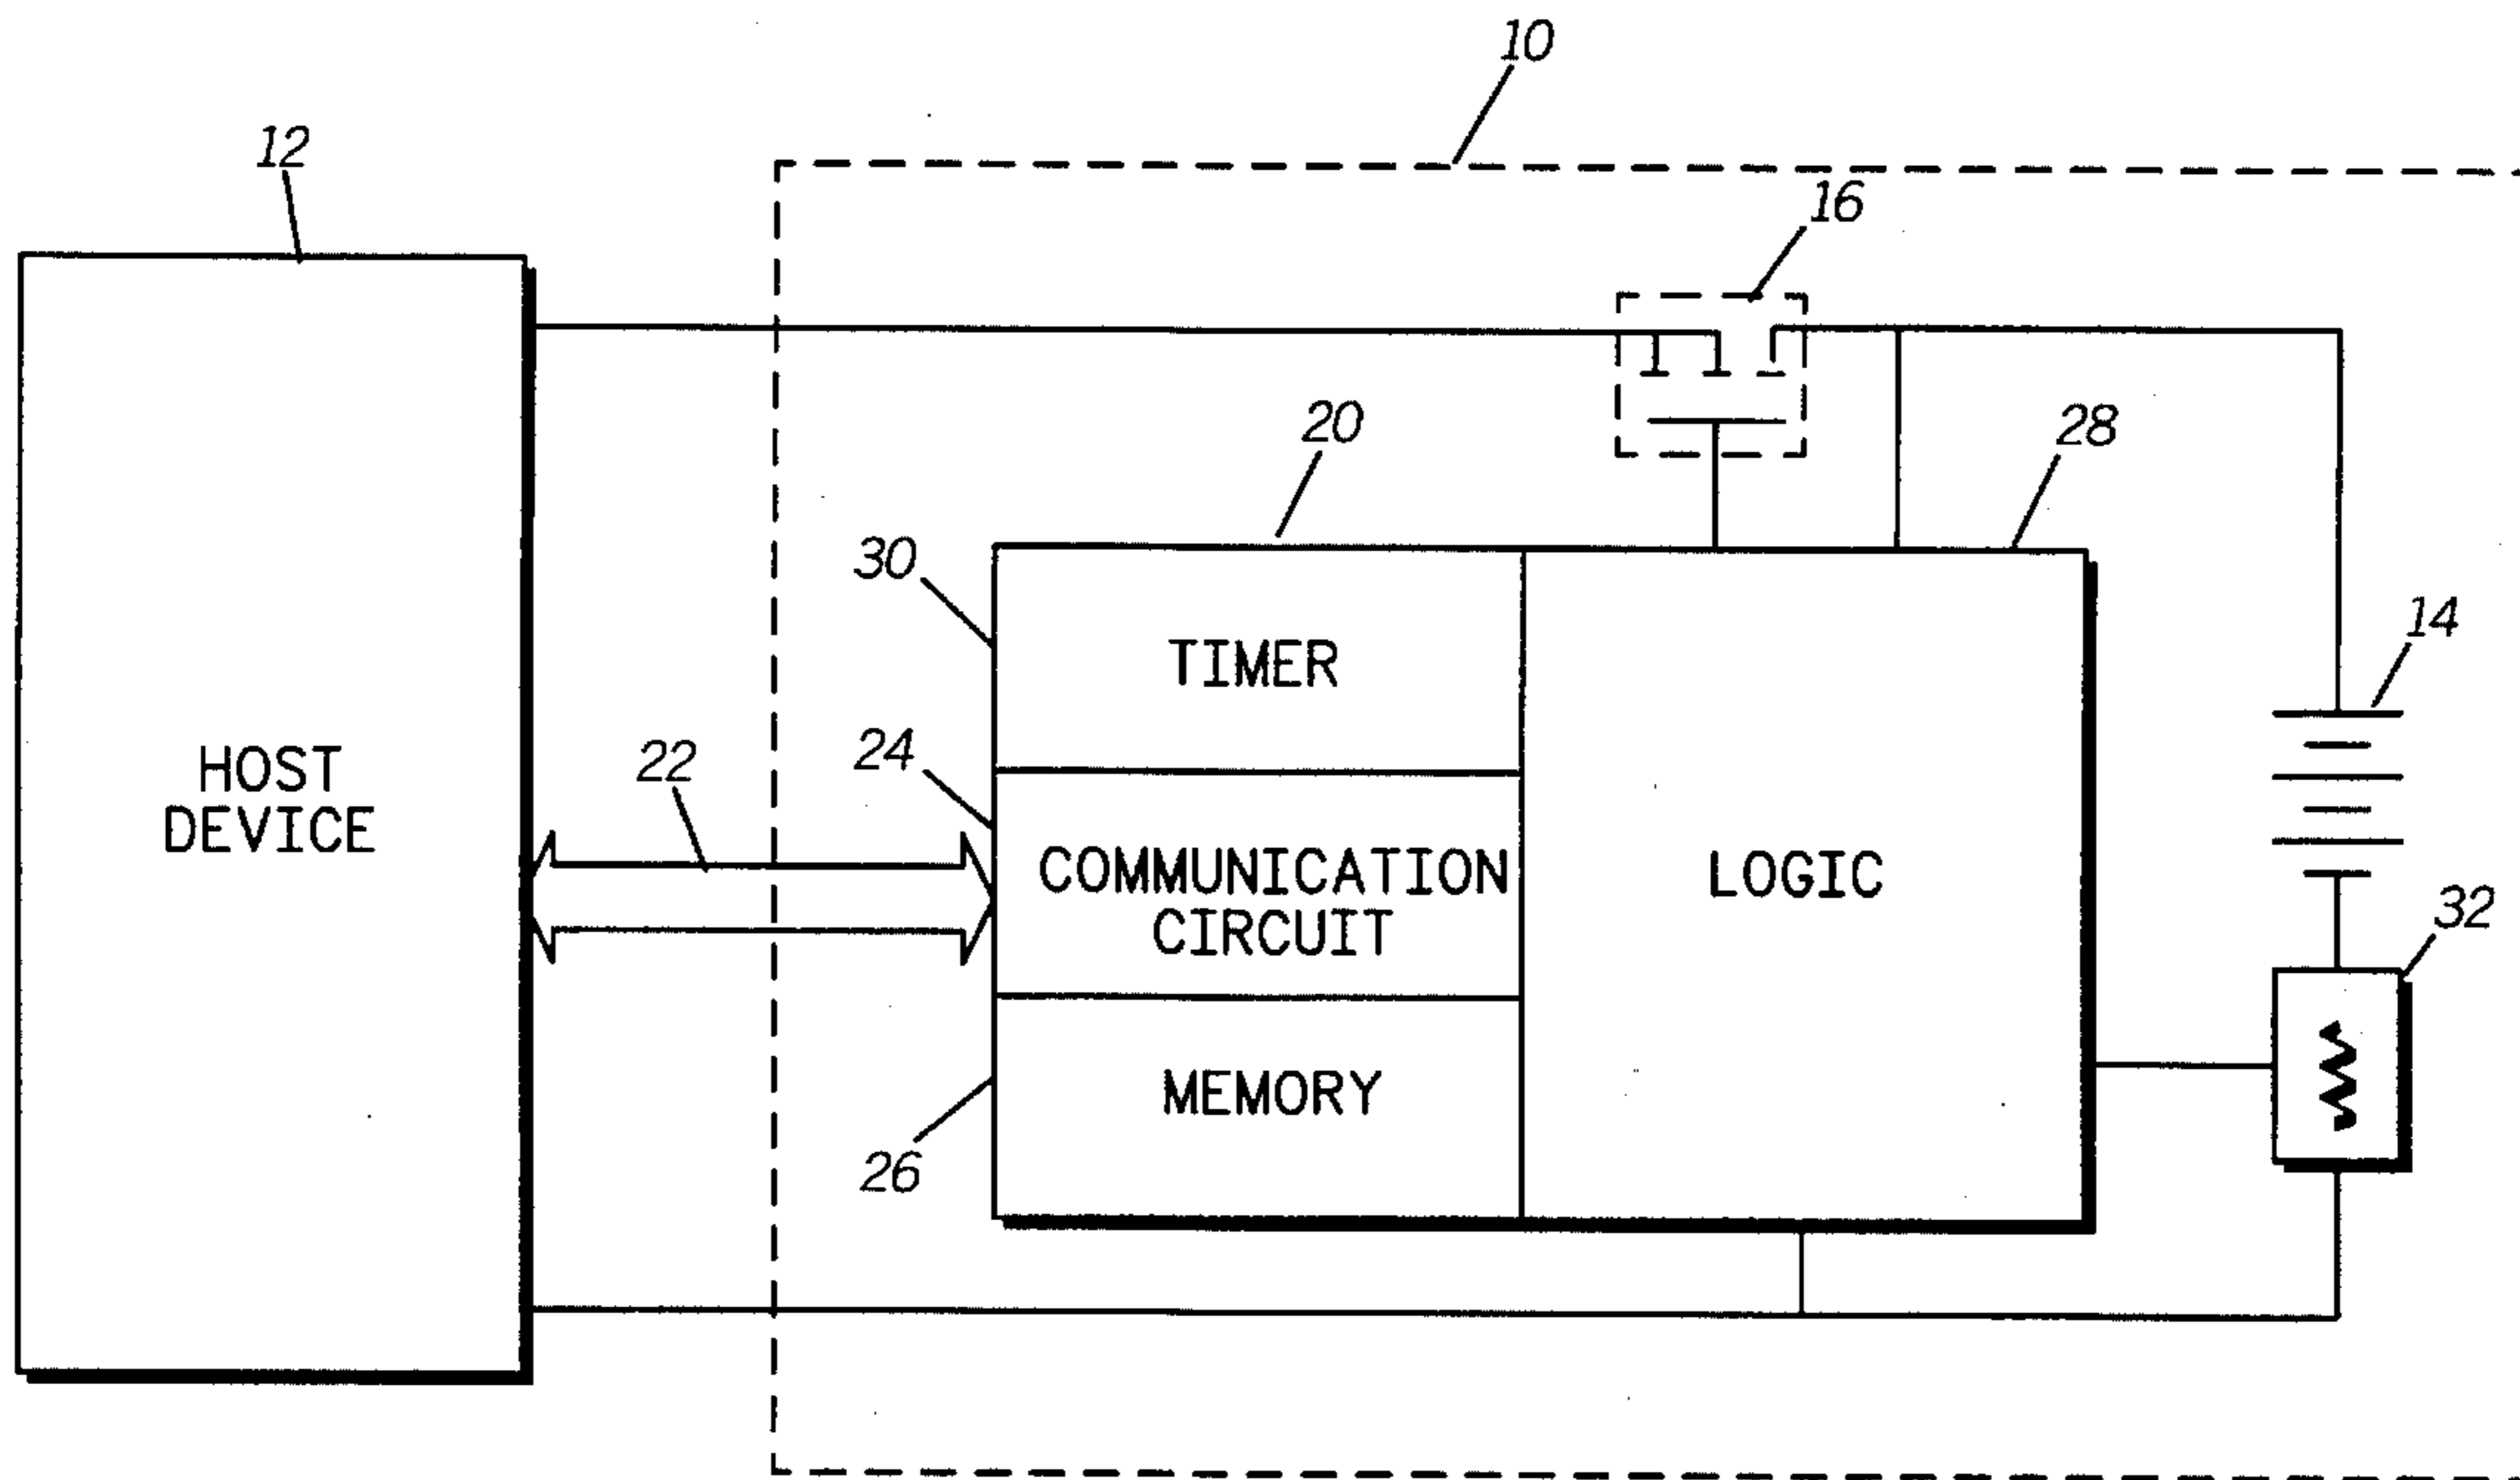 10
12
16
20
28
30
TIMER
14
HOST
DEVICE
22
24
COMMUNICATION
CIRCUIT
LOGIC
32
MEMORY
26